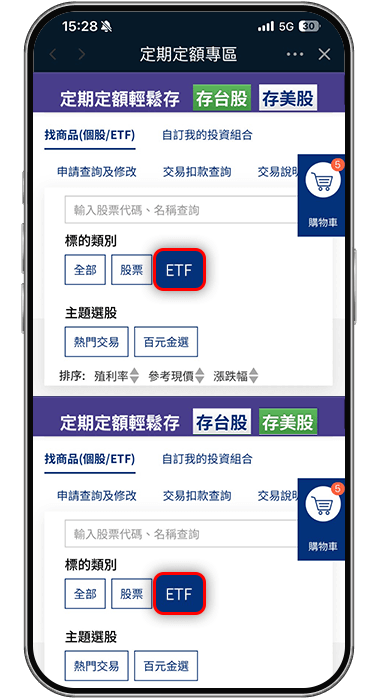 15:28 5G 30
定期定額專區
定期定額輕鬆存 存台股 存美股
找商品(個股/ETF) 自訂我的投資組合
申請查詢及修改 交易扣款查詢 交易說
5
購物車
輸入股票代碼、名稱查詢
標的類別
全部 股票 ETF
主題選股
熱門交易 百元金選
排序: 殖利率 參考現價 漲跌幅
定期定額輕鬆存 存台股 存美股
找商品(個股/ETF) 自訂我的投資組合
申請查詢及修改 交易扣款查詢 交易說
5
購物車
輸入股票代碼、名稱查詢
標的類別
全部 股票 ETF
主題選股
熱門交易 百元金選